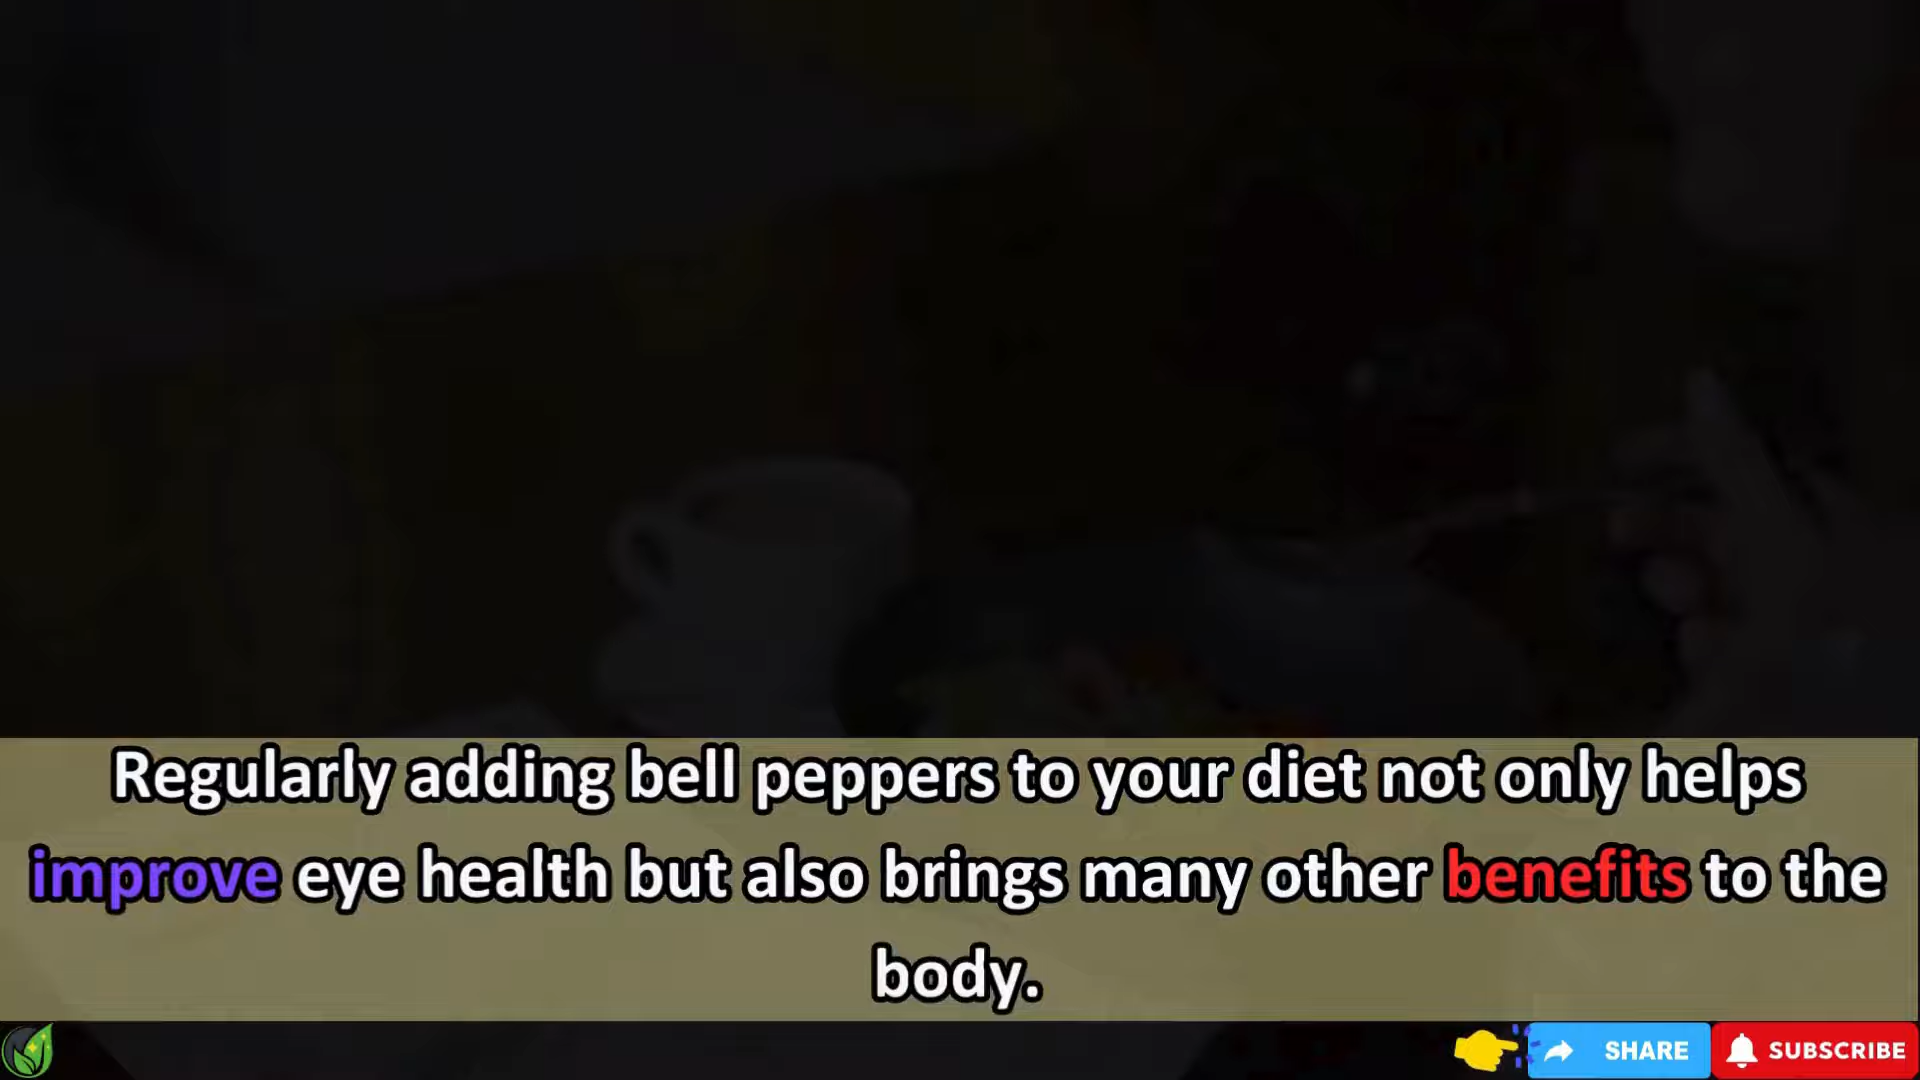 Regularly adding bell peppers to your diet not only helps
improve eye health but also brings many other benefits to the
body.
SHARE
SUBSCRIBE